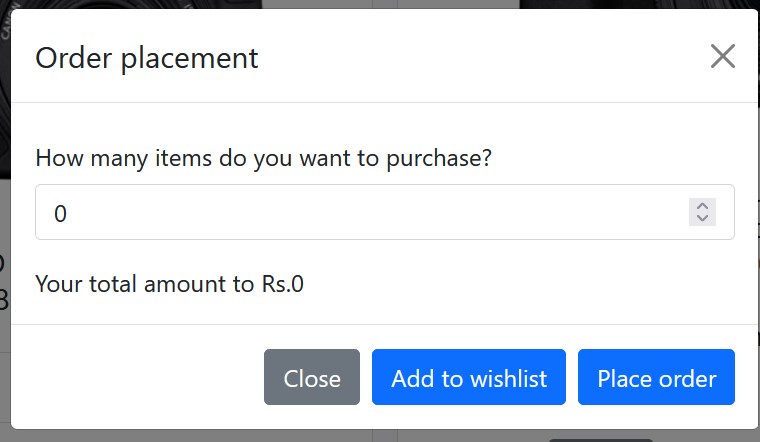 CANON
Order placement
How many items do you want to purchase?
0
Your total amount to Rs.0
Close
Add to wishlist
Place order